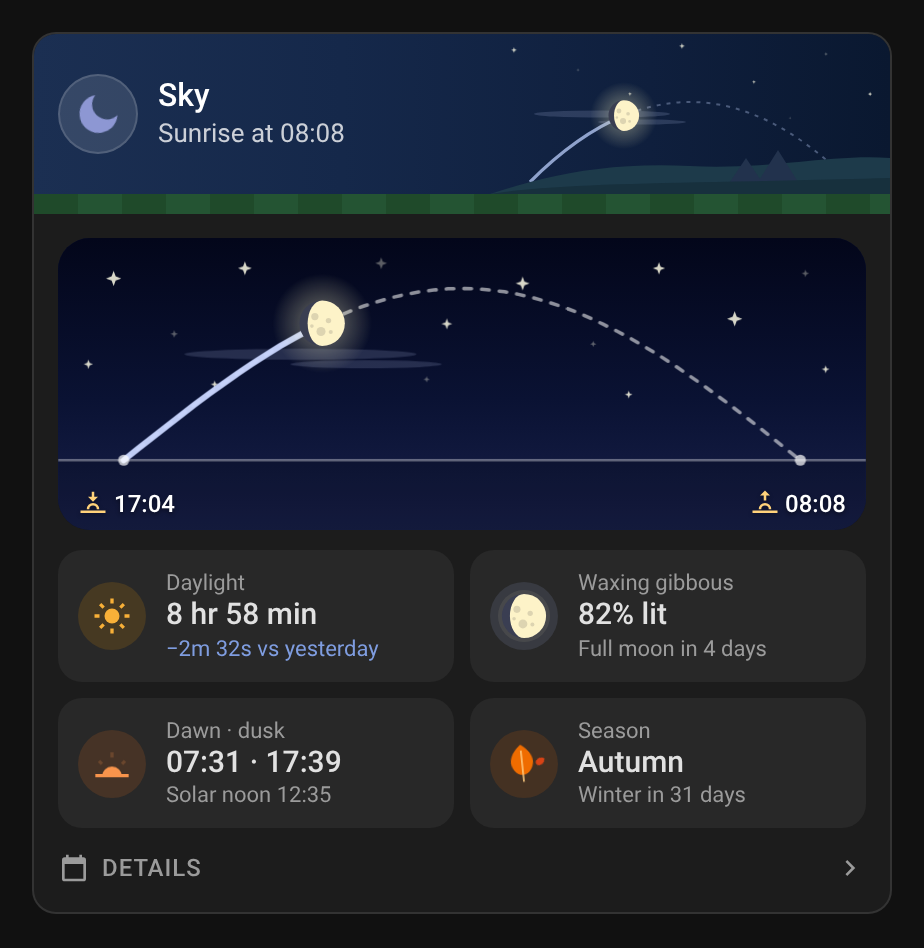 Sky
Sunrise at 08:08
17:04
08:08
Daylight
8 hr 58 min
−2m 32s vs yesterday
Waxing gibbous
82% lit
Full moon in 4 days
Dawn · dusk
07:31 · 17:39
Solar noon 12:35
Season
Autumn
Winter in 31 days
DETAILS